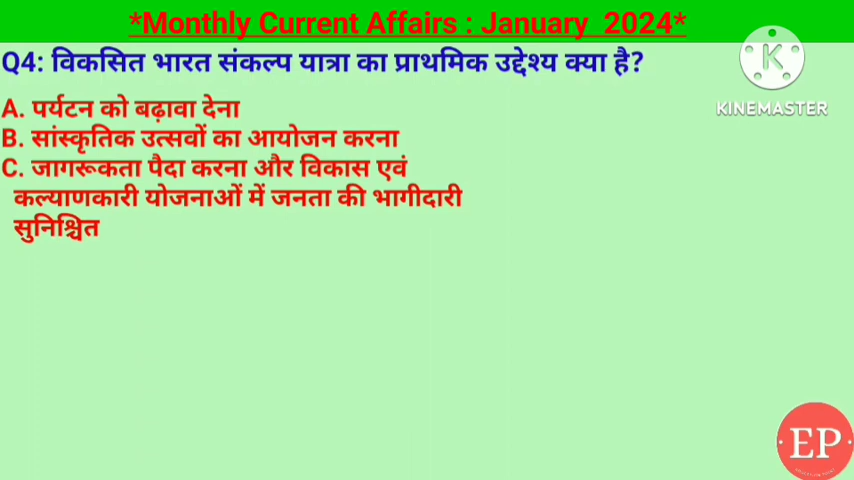 *Monthly Current Affairs : January 2024*
Q4: विकसित भारत संकल्प यात्रा का प्राथमिक उद्देश्य क्या है?
KINEMASTER
A. पर्यटन को बढ़ावा देना
B. सांस्कृतिक उत्सवों का आयोजन करना
C. जागरूकता पैदा करना और विकास एवं
कल्याणकारी योजनाओं में जनता की भागीदारी
सुनिश्चित
EP